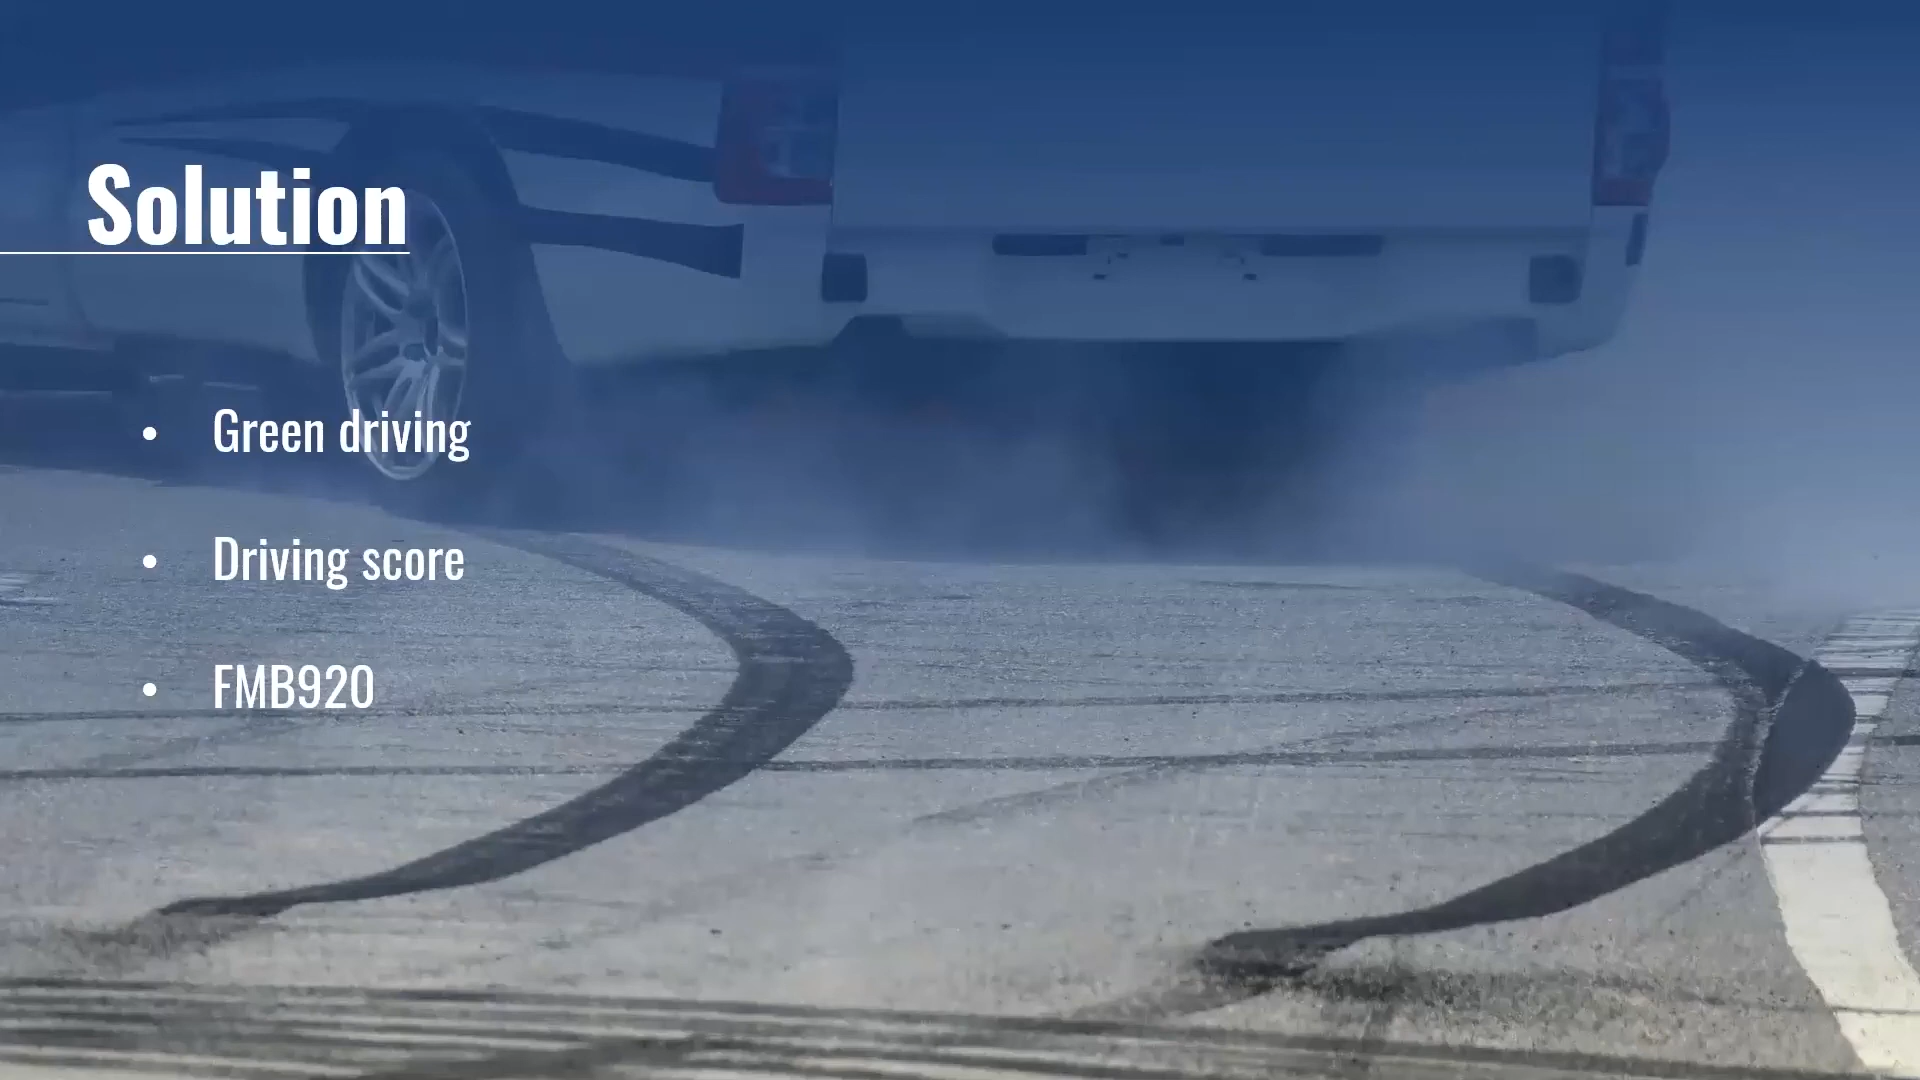 Solution
• Green driving
• Driving score
• FMB920